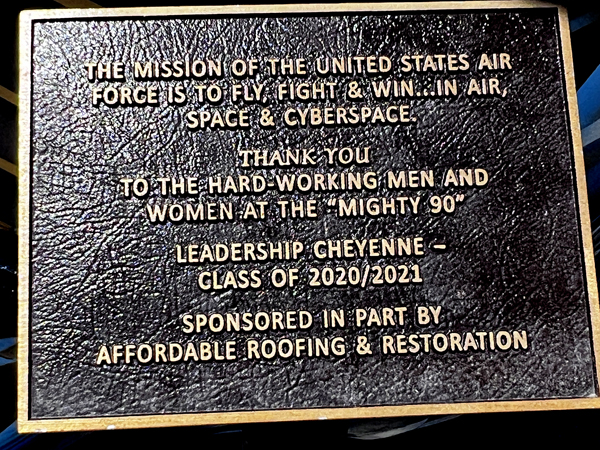 THE MISSION OF THE UNITED STATES AIR
FORCE IS TO FLY, FIGHT & WIN...IN AIR,
SPACE & CYBERSPACE.
THANK YOU
TO THE HARD-WORKING MEN AND
WOMEN AT THE “MIGHTY 90”
LEADERSHIP CHEYENNE –
CLASS OF 2020/2021
SPONSORED IN PART BY
AFFORDABLE ROOFING & RESTORATION